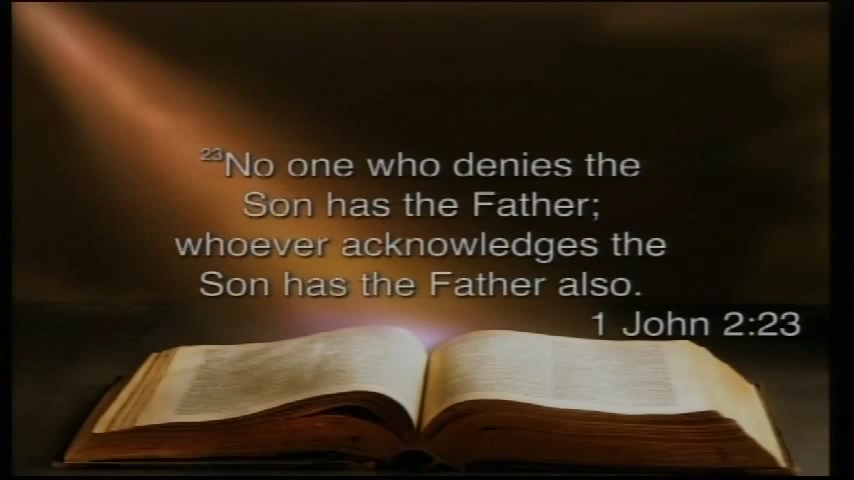 23No one who denies the
Son has the Father;
whoever acknowledges the
Son has the Father also.
1 John 2:23